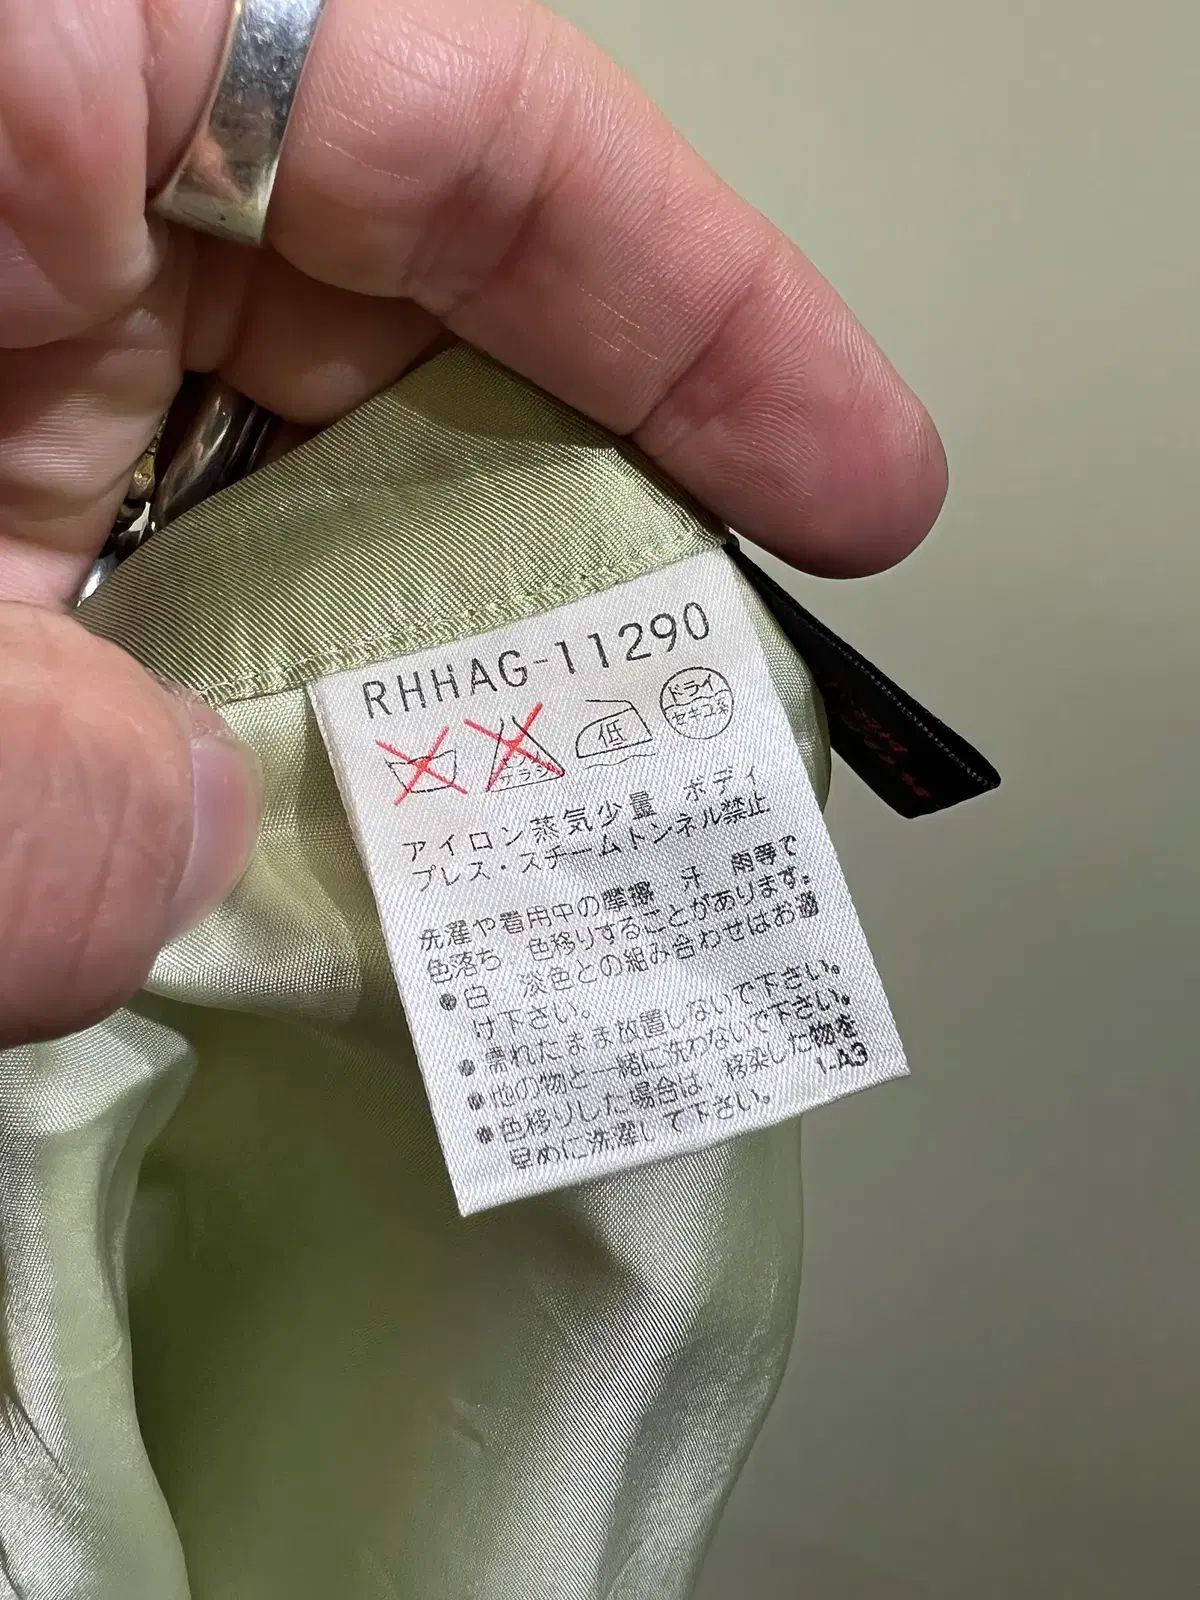 RHHAG-11290
エンソ
低
ドライ
セキユ系
アイロン蒸気少量 ボディ
プレス・スチームトンネル禁止
洗濯や着用中の摩擦 汗 雨等で
色落ち 色移りすることがあります。
●白 淡色との組み合わせはお避
け下さい。
●濡れたまま放置しないで下さい。
●他の物と一緒に洗わないで下さい。
●色移りした場合は、移染した物を
早めに洗濯して下さい。
LA3